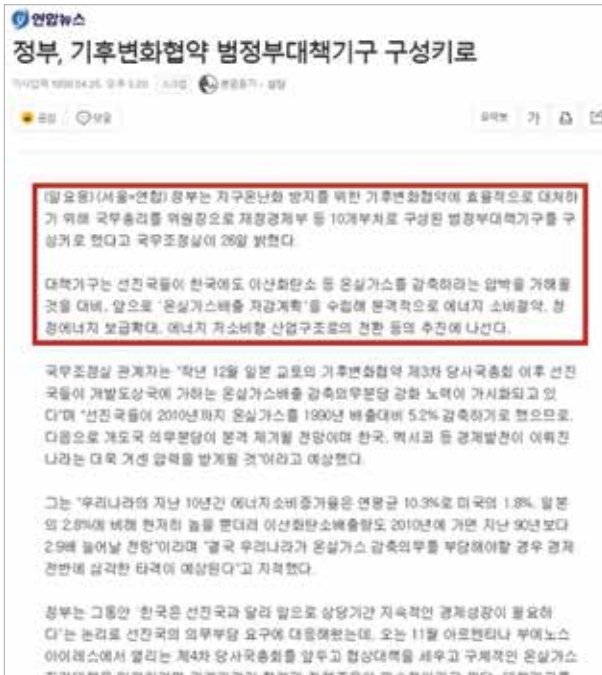 연합뉴스
정부, 기후변화협약 범정부대책기구 구성키로
기사입력 1998.04.25. 오후 5:20 스크랩 본문듣기 · 설정
공감 댓글
요약봇 가
(일요용)(서울=연합) 정부는 지구온난화 방지를 위한 기후변화협약에 효율적으로 대처하
기 위해 국무총리를 위원장으로 재정경제부 등 10개부처로 구성된 범정부대책기구를 구
성키로 했다고 국무조정실이 26일 밝혔다.
대책기구는 선진국들이 한국에도 이산화탄소 등 온실가스를 감축하라는 압박을 가해올
것을 대비, 앞으로 '온실가스배출 저감계획'을 수립해 본격적으로 에너지 소비절약, 청
정에너지 보급확대, 에너지 저소비형 산업구조로의 전환 등의 추진에 나선다.
국무조정실 관계자는 "작년 12월 일본 교토의 기후변화협약 제3차 당사국총회 이후 선진
국들이 개발도상국에 가하는 온실가스배출 감축의무분담 강화 노력이 가시화되고 있
다"며 "선진국들이 2010년까지 온실가스를 1990년 배출대비 5.2% 감축하기로 했으므로,
다음으로 개도국 의무분담이 본격 제기될 전망이며 한국, 멕시코 등 경제발전이 이뤄진
나라는 더욱 거센 압력을 받게될 것"이라고 예상했다.
그는 "우리나라의 지난 10년간 에너지소비증가율은 연평균 10.3%로 미국의 1.8%, 일본
의 2.8%에 비해 현저히 높을 뿐더러 이산화탄소배출량도 2010년에 가면 지난 90년보다
2.9배 늘어날 전망"이라며 "결국 우리나라가 온실가스 감축의무를 부담해야할 경우 경제
전반에 심각한 타격이 예상된다"고 지적했다.
정부는 그동안 '한국은 선진국과 달리 앞으로 상당기간 지속적인 경제성장이 필요하
다'는 논리로 선진국의 의무부담 요구에 대응해왔는데, 오는 11월 아르헨티나 부에노스
아이레스에서 열리는 제4차 당사국총회를 앞두고 협상대책을 세우고 구체적인 온실가스